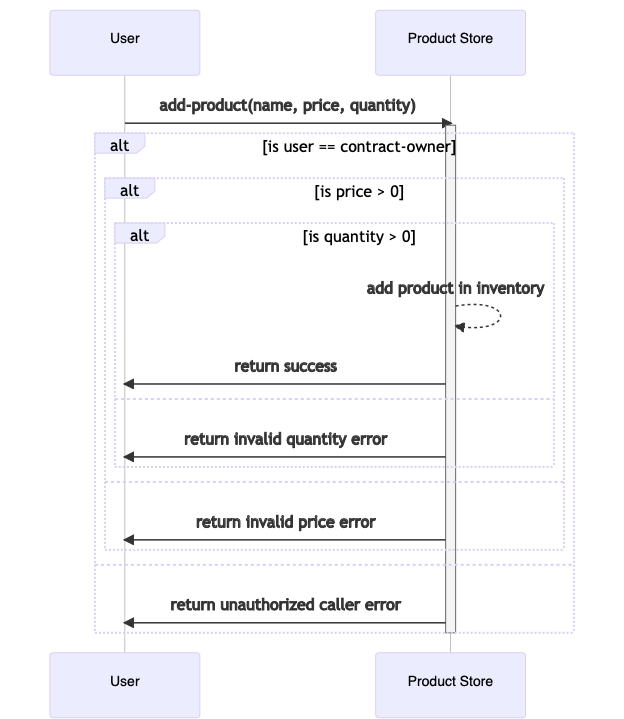 User
Product Store
add-product(name, price, quantity)
alt
[is user == contract-owner]
alt
[is price > 0]
alt
[is quantity > 0]
add product in inventory
return success
return invalid quantity error
return invalid price error
return unauthorized caller error
User
Product Store